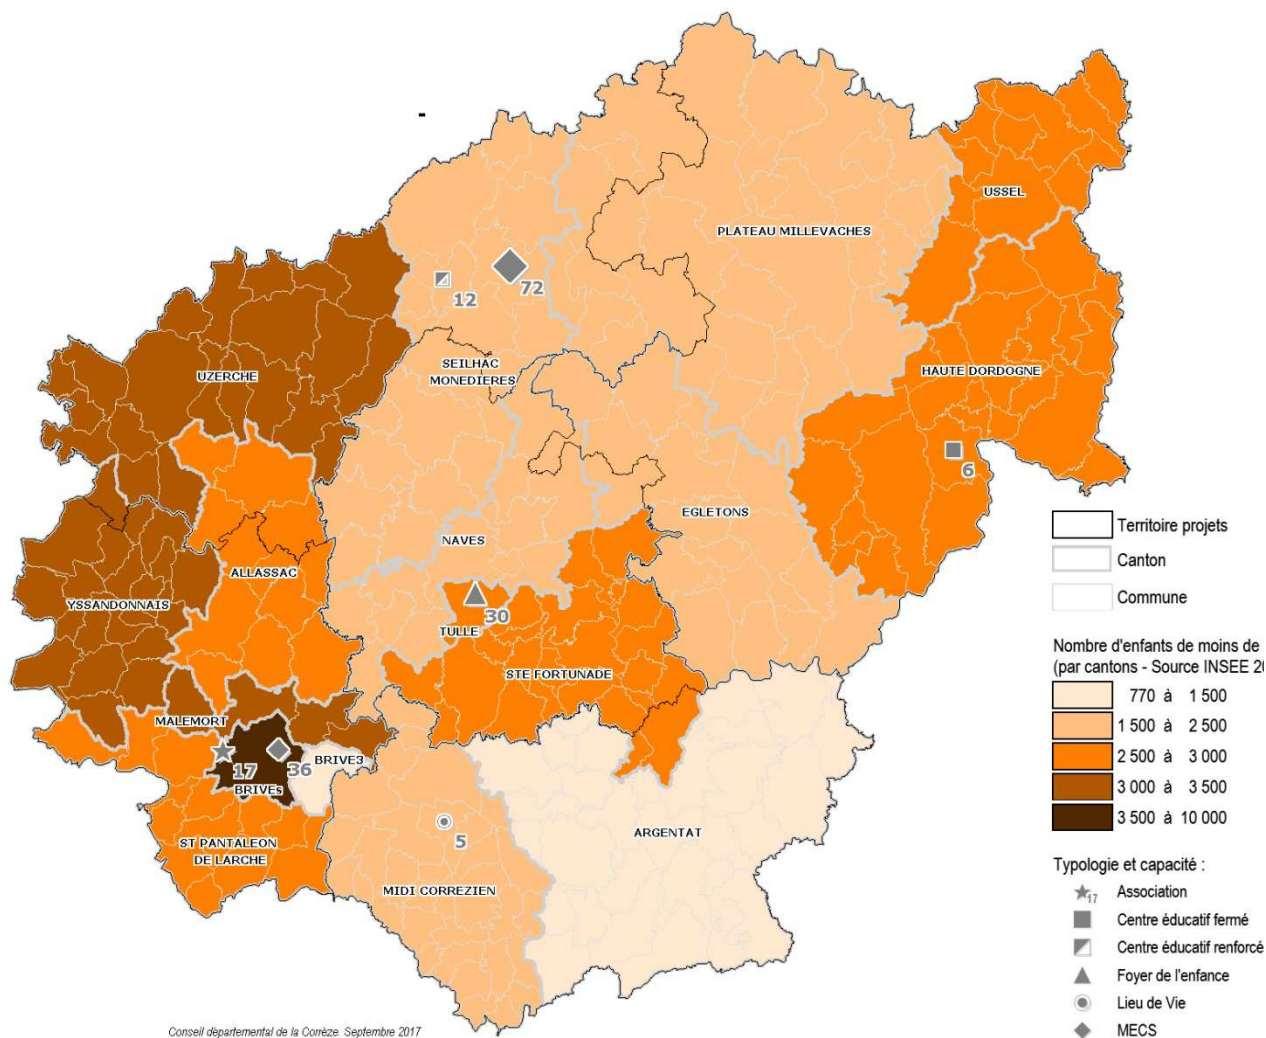 -
USSEL
PLATEAU MILLEVACHES
12
72
SEILHAC
MONEDIERES
UZERCHE
HAUTE DORDOGNE
6
EGLETONS
NAVES
ALLASSAC
YSSANDONNAIS
30
TULLE
STE FORTUNADE
MALEMORT
BRIVE3
17
36
BRIVEs
ARGENTAT
5
ST PANTALEON
DE LARCHE
MIDI CORREZIEN
Conseil départemental de la Corrèze. Septembre 2017
Territoire projets
Canton
Commune
Nombre d'enfants de moins de
(par cantons - Source INSEE 20
770 à 1 500
1 500 à 2 500
2 500 à 3 000
3 000 à 3 500
3 500 à 10 000
Typologie et capacité :
17 Association
Centre éducatif fermé
Centre éducatif renforcé
Foyer de l'enfance
Lieu de Vie
MECS